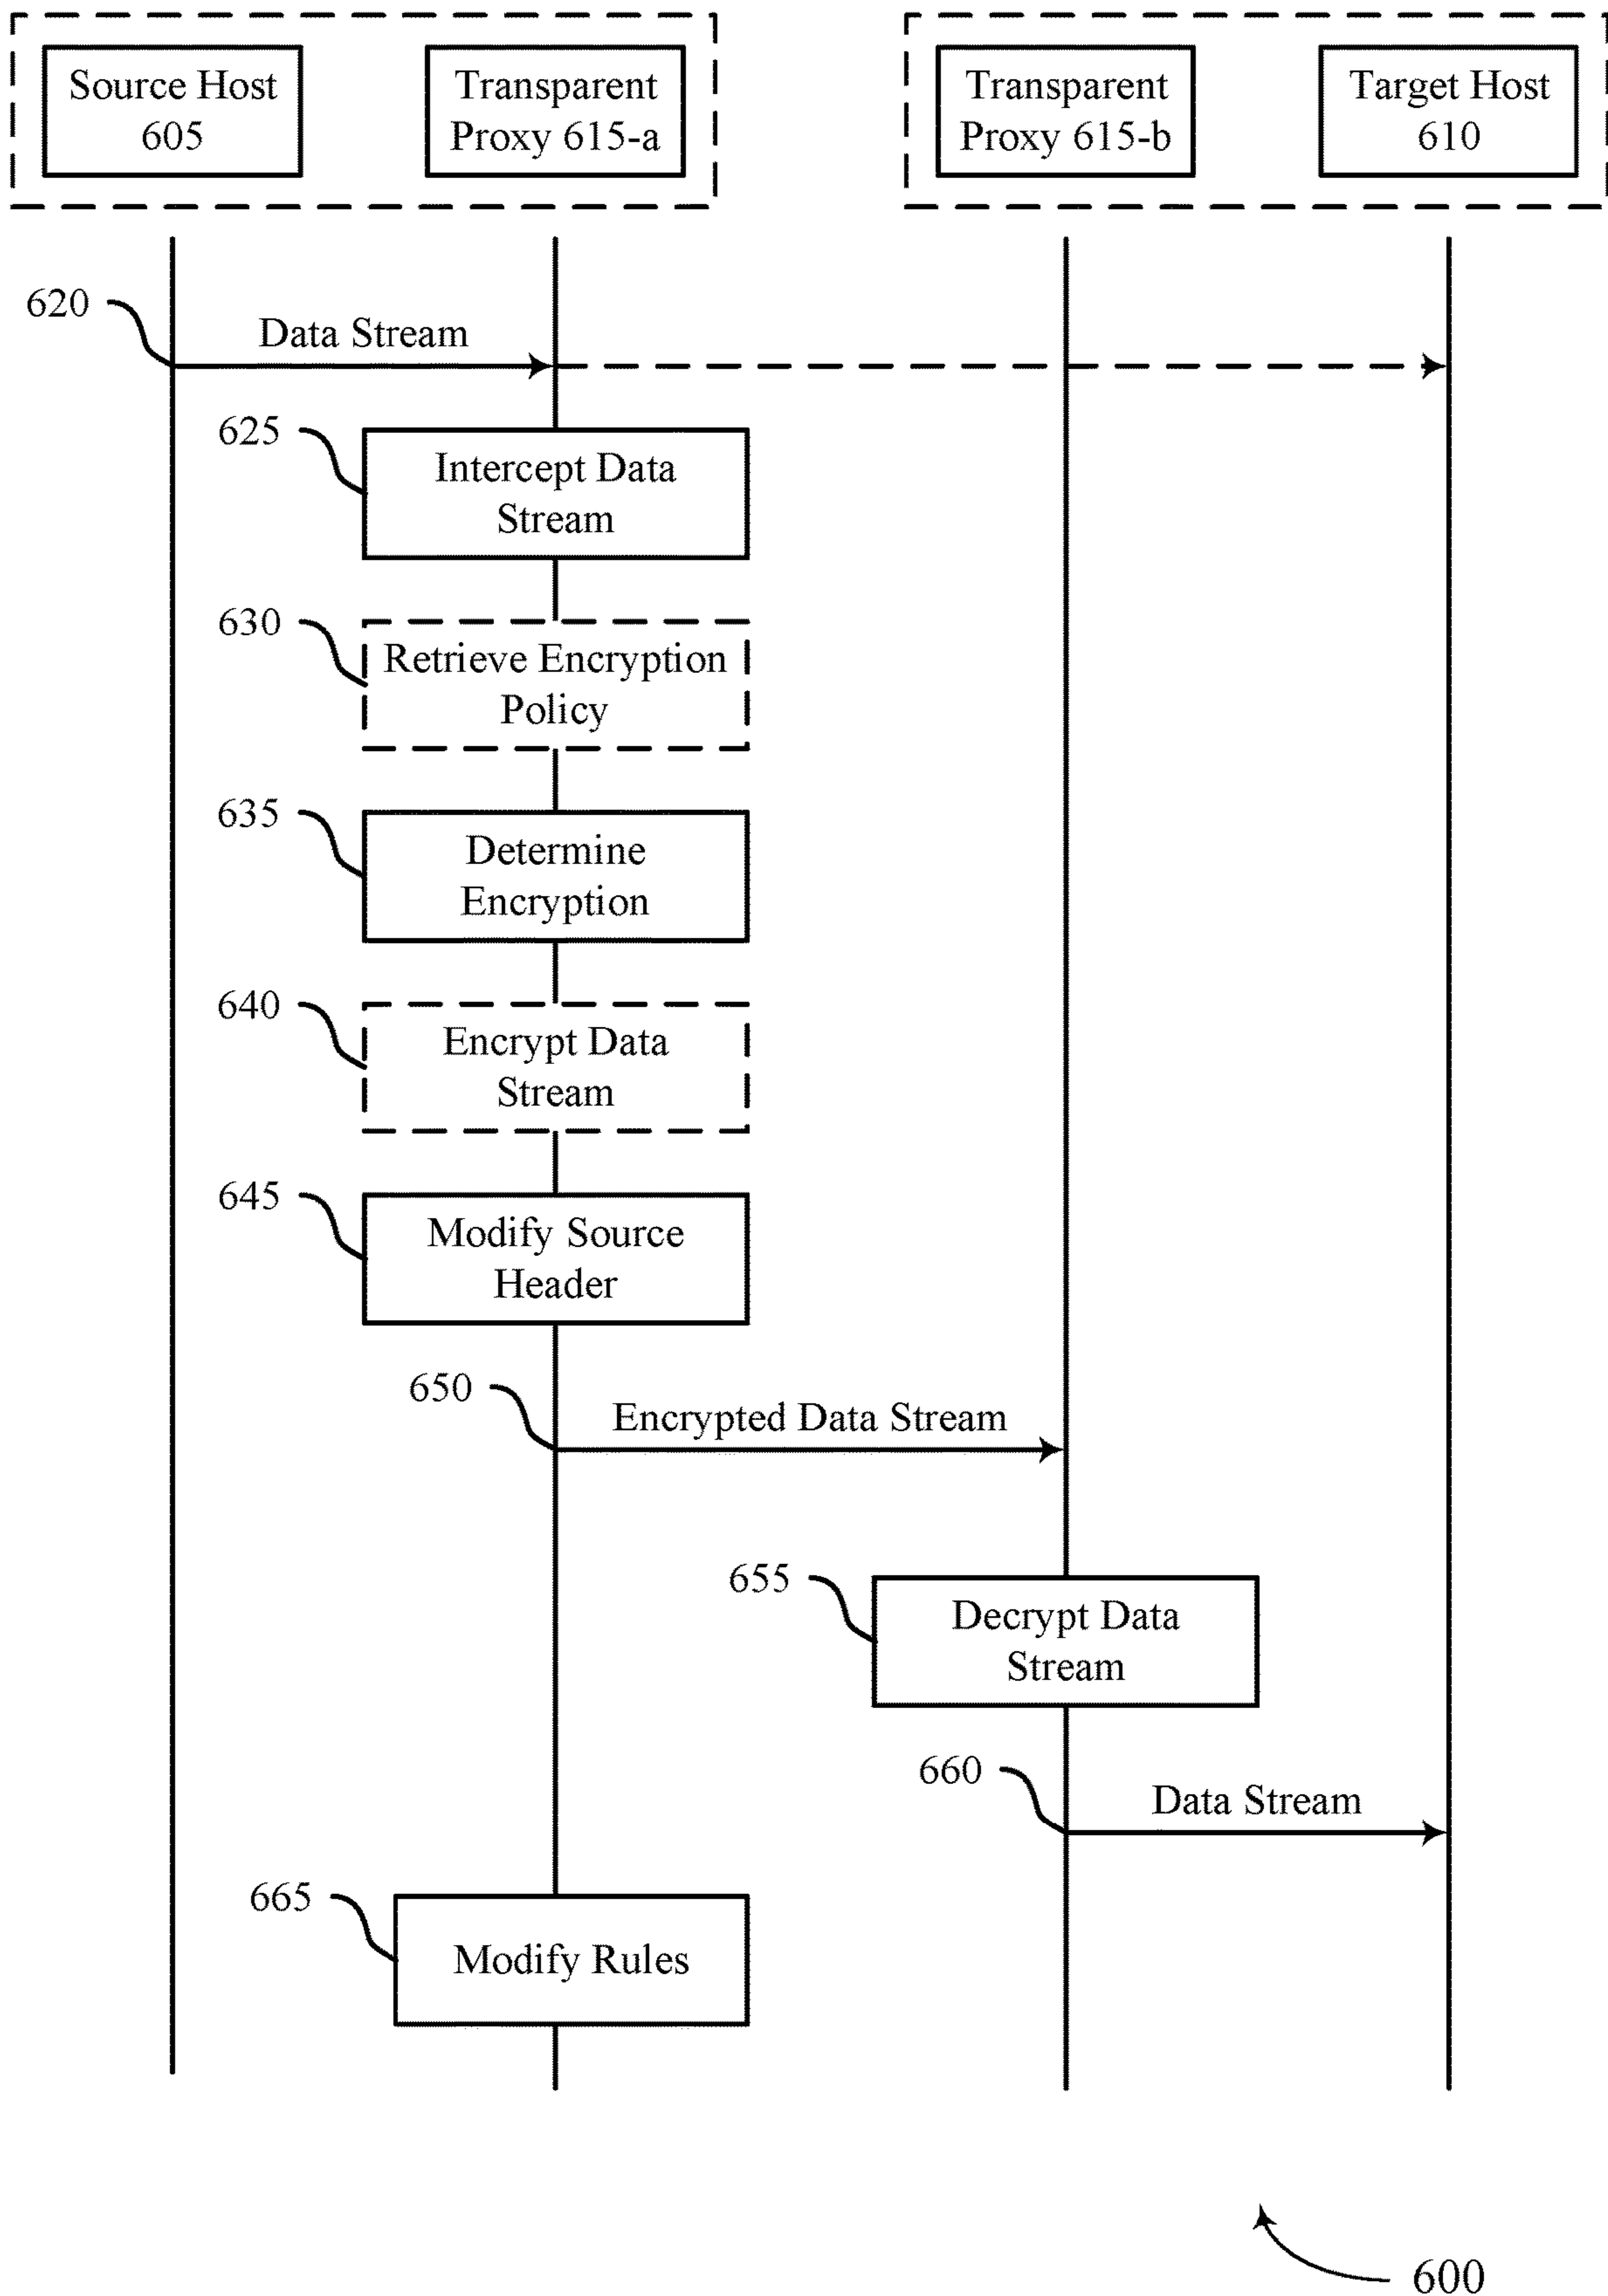 Source Host
605
Transparent
Proxy 615-a
Transparent
Proxy 615-b
Target Host
610
620
Data Stream
625
Intercept Data
Stream
630
Retrieve Encryption
Policy
635
Determine
Encryption
640
Encrypt Data
Stream
645
Modify Source
Header
650
Encrypted Data Stream
655
Decrypt Data
Stream
660
Data Stream
665
Modify Rules
600